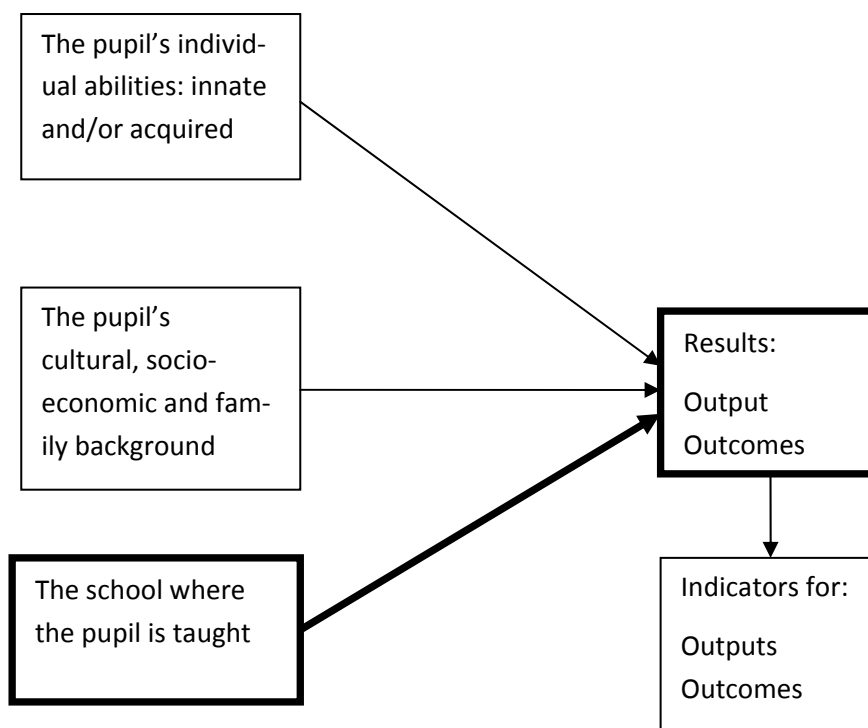 The pupil’s individ-
ual abilities: innate
and/or acquired
The pupil’s
cultural, socio-
economic and fam-
ily background
The school where
the pupil is taught
Results:
Output
Outcomes
Indicators for:
Outputs
Outcomes